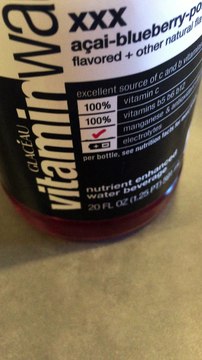 xxx
açai-blueberry-po
flavored + other natural fla
GLACÉAU
vitaminwa
excellent source of c and b vitamin
100% vitamin c
100% vitamins b5 b6 b12
manganese &
electrolytes
per bottle, see nutrition facts for
nutrient enhanced
water beverage
20 FL OZ (1.25 PT)